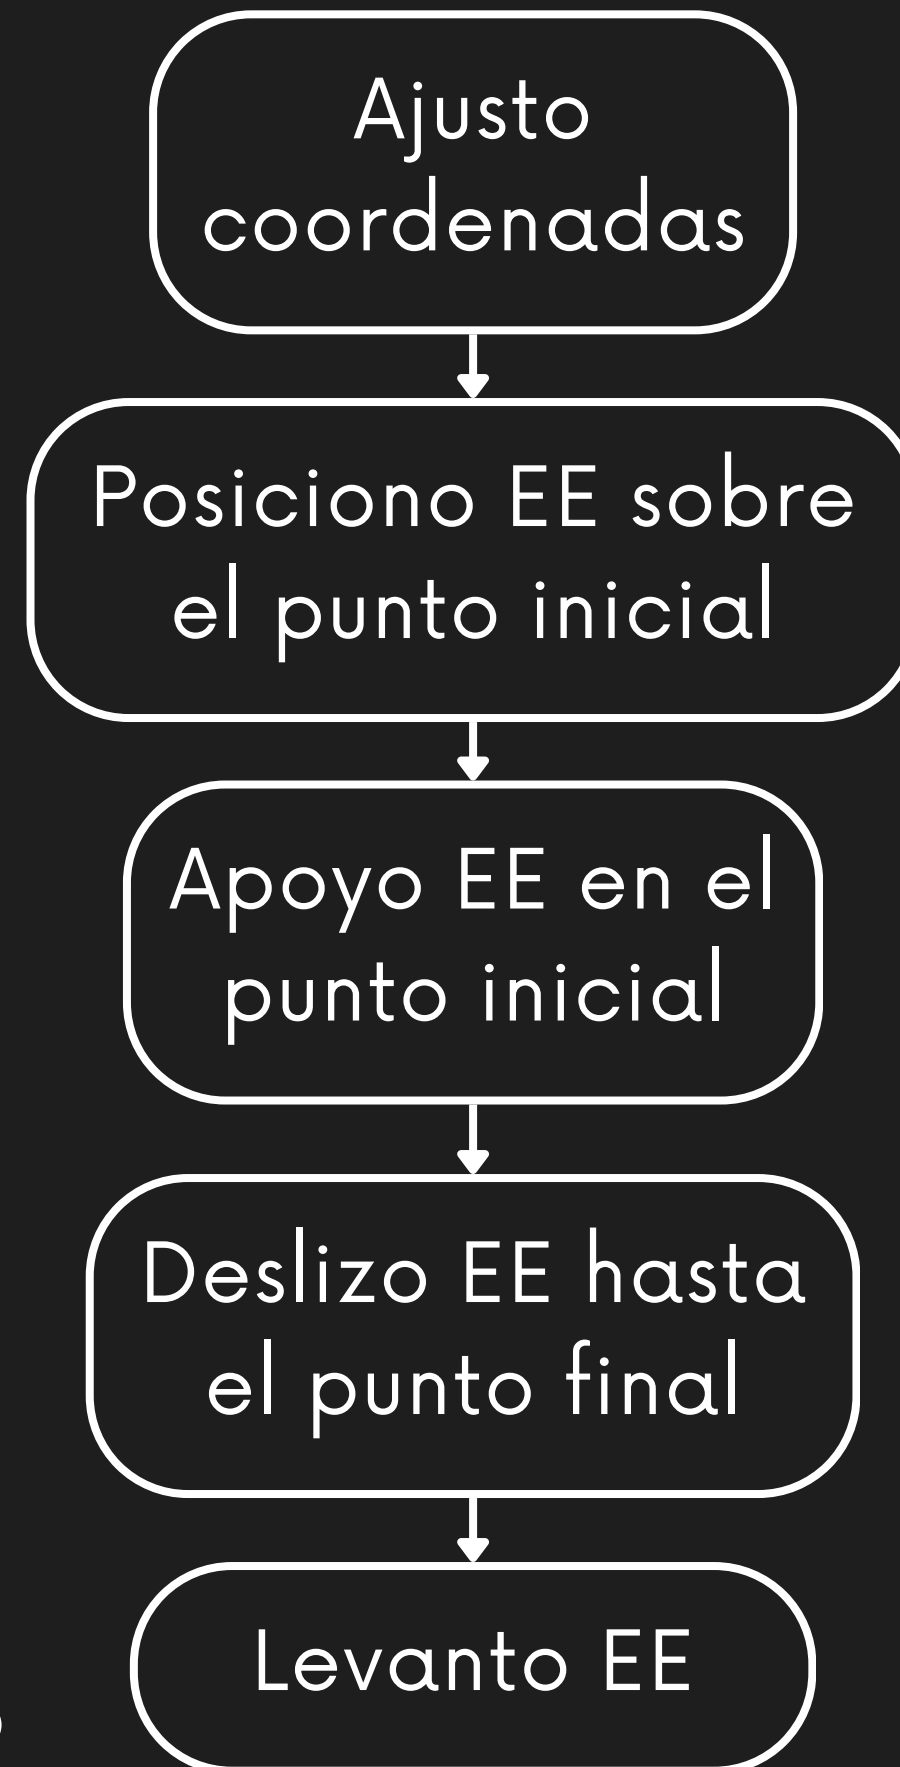 Ajusto
coordenadas
Posiciono EE sobre
el punto inicial
Apoyo EE en el
punto inicial
Deslizo EE hasta
el punto final
Levanto EE